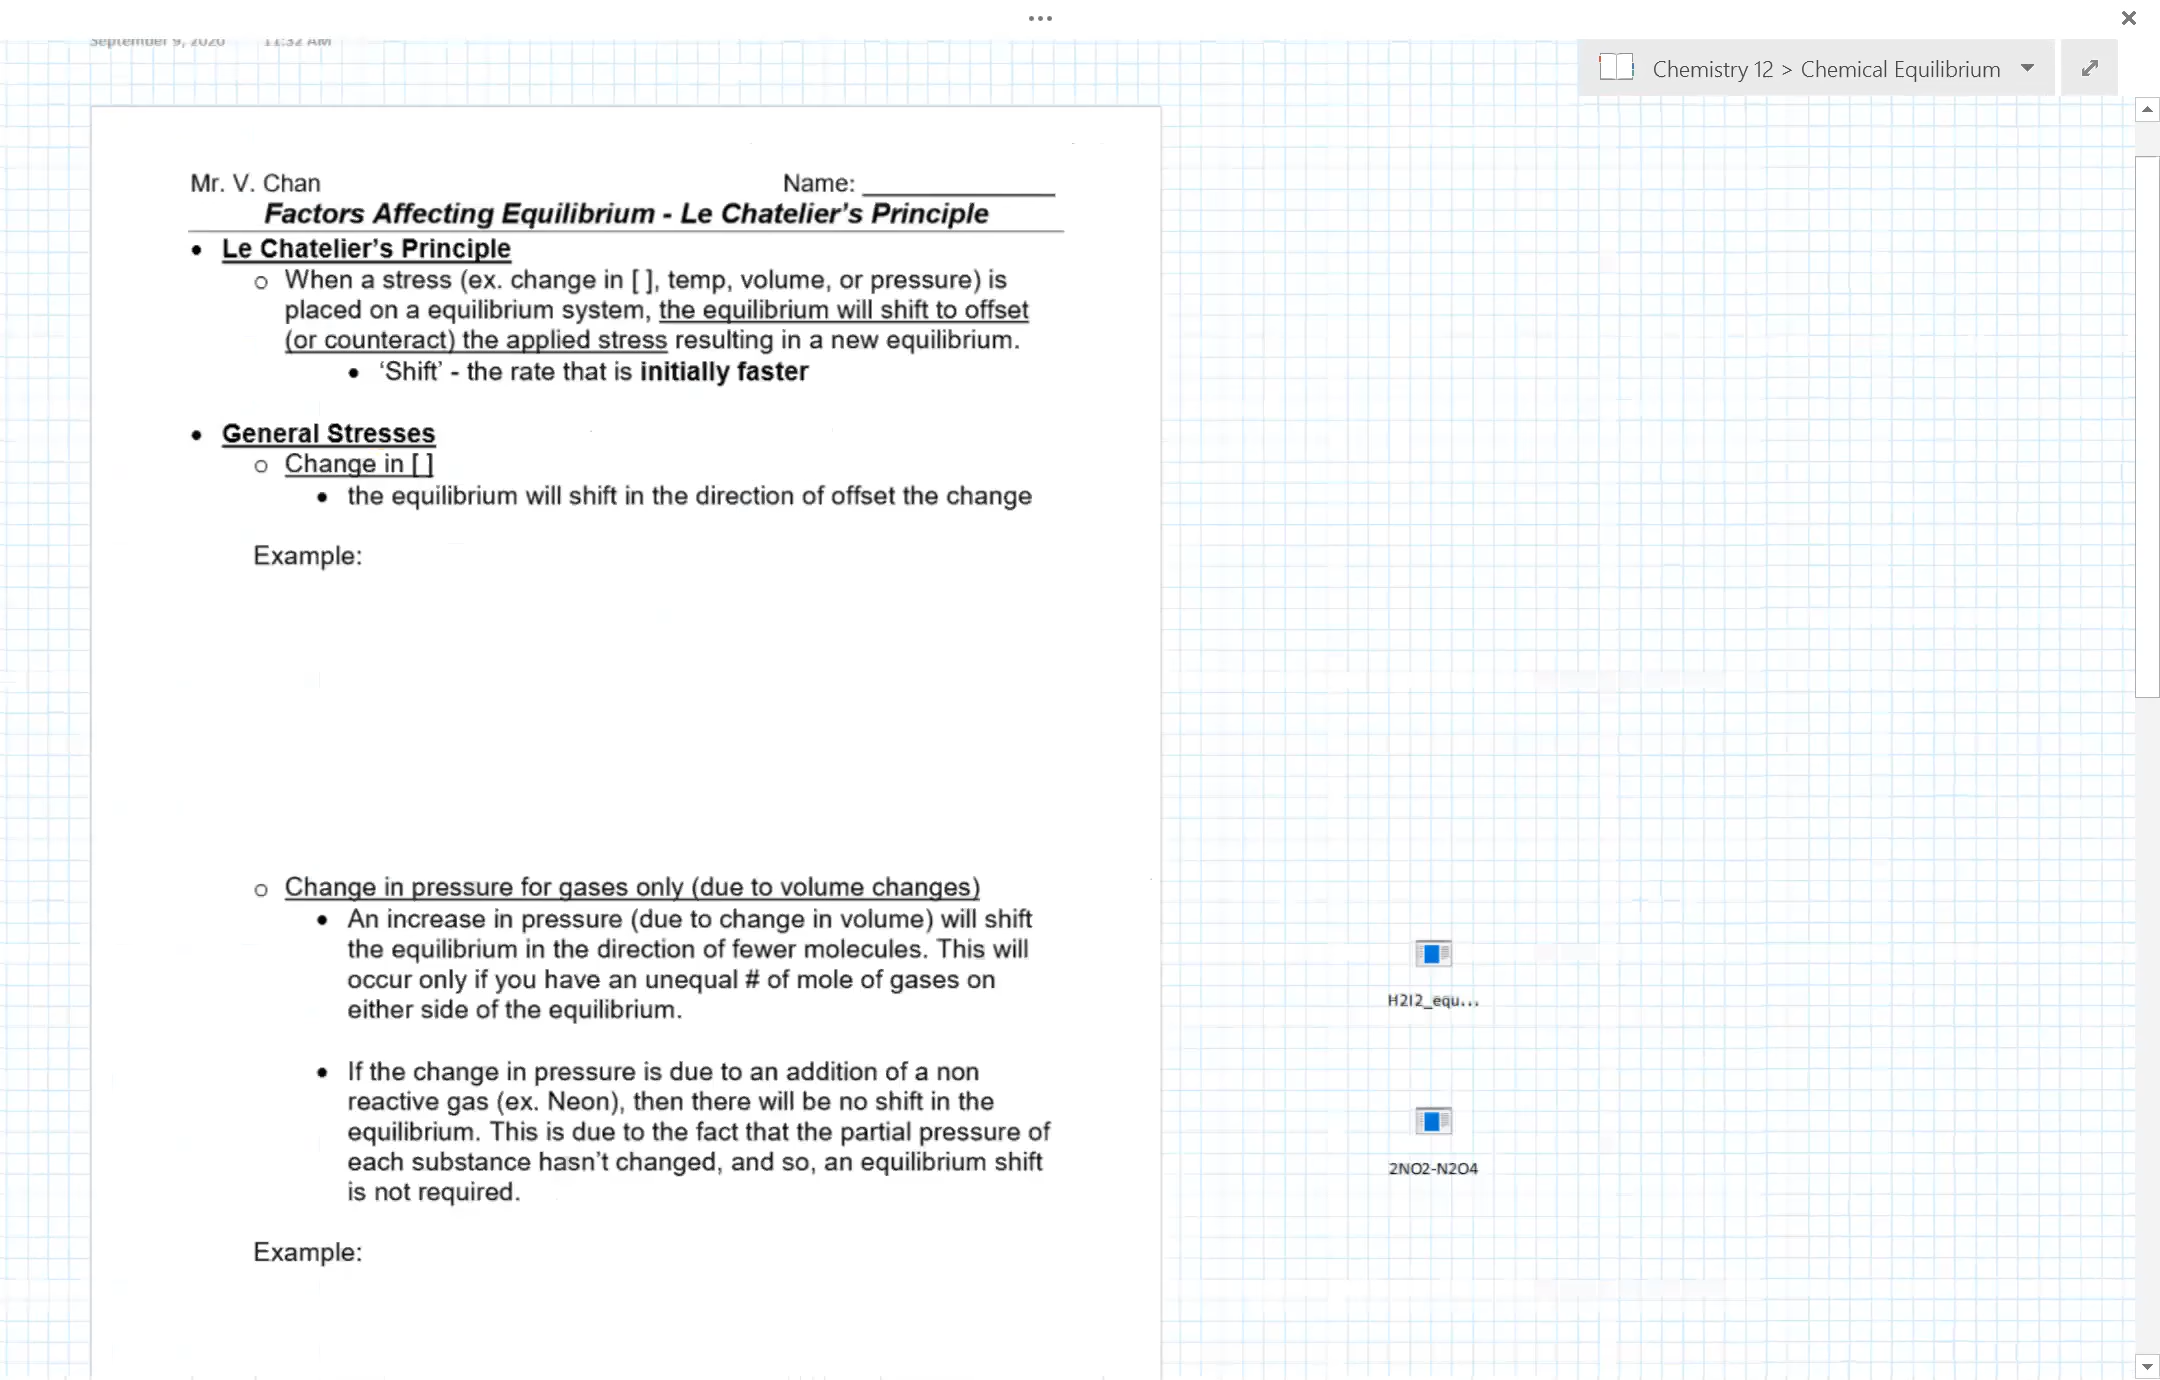 September 9, 2020 11:32 AM
Chemistry 12 > Chemical Equilibrium
Mr. V. Chan Name: ______________
Factors Affecting Equilibrium - Le Chatelier's Principle
• Le Chatelier's Principle
o When a stress (ex. change in [ ], temp, volume, or pressure) is
placed on a equilibrium system, the equilibrium will shift to offset
(or counteract) the applied stress resulting in a new equilibrium.
• ‘Shift’ - the rate that is initially faster
• General Stresses
o Change in [ ]
• the equilibrium will shift in the direction of offset the change
Example:
o Change in pressure for gases only (due to volume changes)
• An increase in pressure (due to change in volume) will shift
the equilibrium in the direction of fewer molecules. This will
occur only if you have an unequal # of mole of gases on
either side of the equilibrium.
• If the change in pressure is due to an addition of a non
reactive gas (ex. Neon), then there will be no shift in the
equilibrium. This is due to the fact that the partial pressure of
each substance hasn't changed, and so, an equilibrium shift
is not required.
Example:
H2I2_equ...
2NO2-N2O4